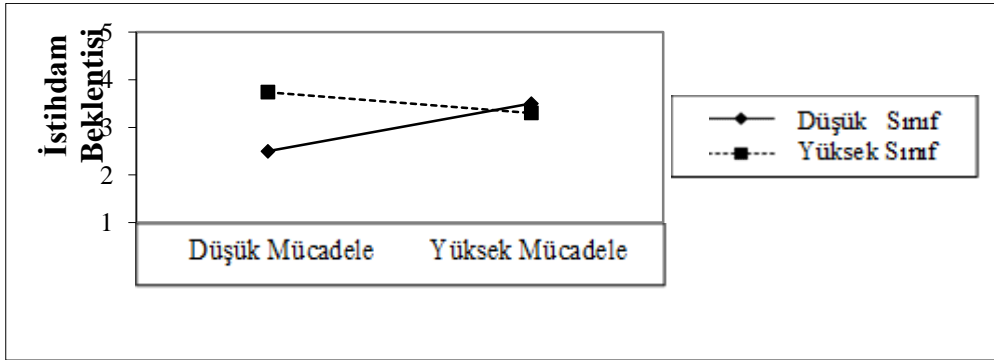 İstihdam
Beklentisi
5
4
3
2
1
Düşük Mücadele
Yüksek Mücadele
Düşük Sınıf
Yüksek Sınıf